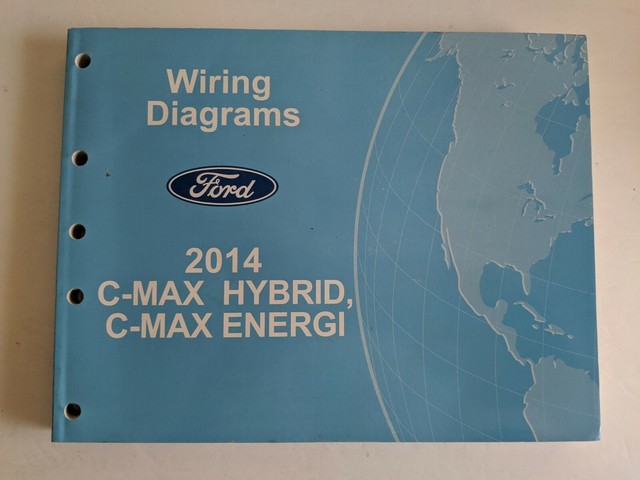 Wiring
Diagrams
Ford
2014
C-MAX HYBRID,
C-MAX ENERGI